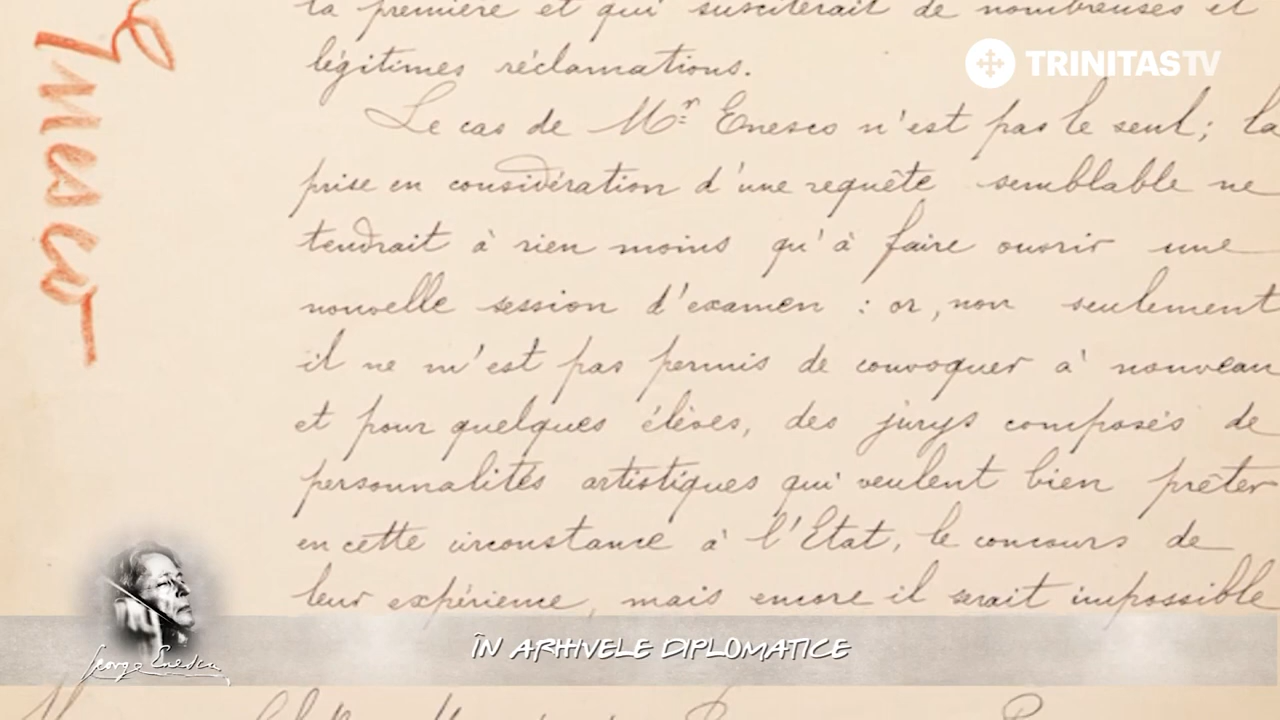 la première et qui susciterait de nombreuses et
légitimes réclamations.
TRINITAS TV
Le cas de Mr Enesco n'est pas le seul; la
prise en considération d'une requête semblable ne
tendrait à rien moins qu'à faire ouvrir une
nouvelle session d'examen : or, non seulement
il ne m'est pas permis de convoquer à nouveau
et pour quelques élèves, des jurys composés de
personnalités artistiques qui veulent bien prêter
en cette circonstance à l'Etat, le concours de
leur expérience, mais encore il serait impossible
Enesco
George Enescu
ÎN ARHIVELE DIPLOMATICE